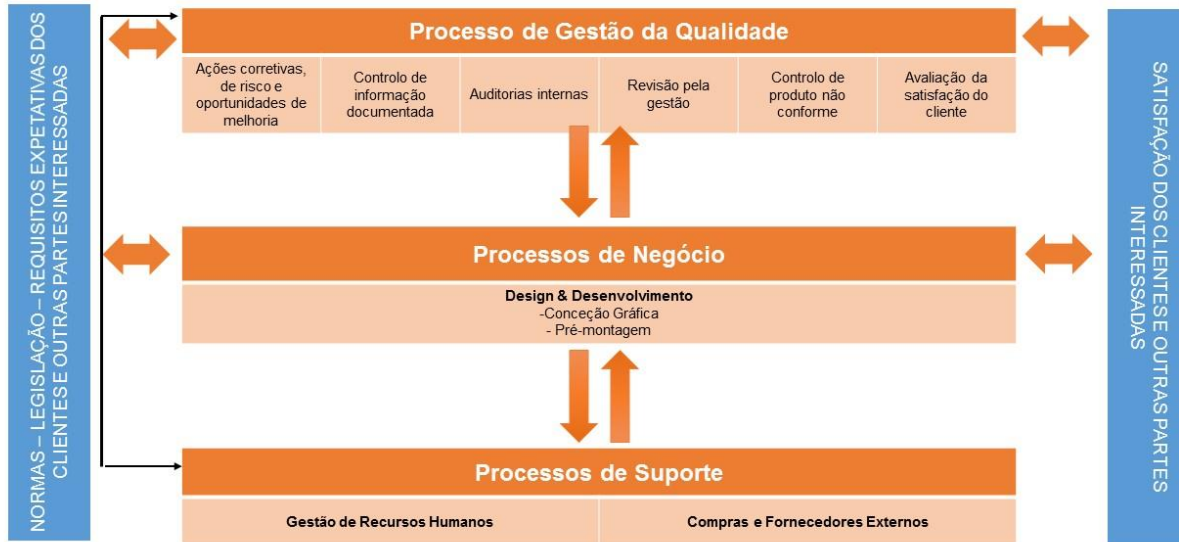 NORMAS – LEGISLAÇÃO – REQUISITOS EXPETATIVAS DOS
CLIENTES E OUTRAS PARTES INTERESSADAS
Processo de Gestão da Qualidade
Ações corretivas,
de risco e
oportunidades de
melhoria
Controlo de
informação
documentada
Auditorias internas
Revisão pela
gestão
Controlo de
produto não
conforme
Avaliação da
satisfação do
cliente
Processos de Negócio
Design & Desenvolvimento
-Conceção Gráfica
- Pré-montagem
Processos de Suporte
Gestão de Recursos Humanos
Compras e Fornecedores Externos
SATISFAÇÃO DOS CLIENTES E OUTRAS PARTES
INTERESSADAS